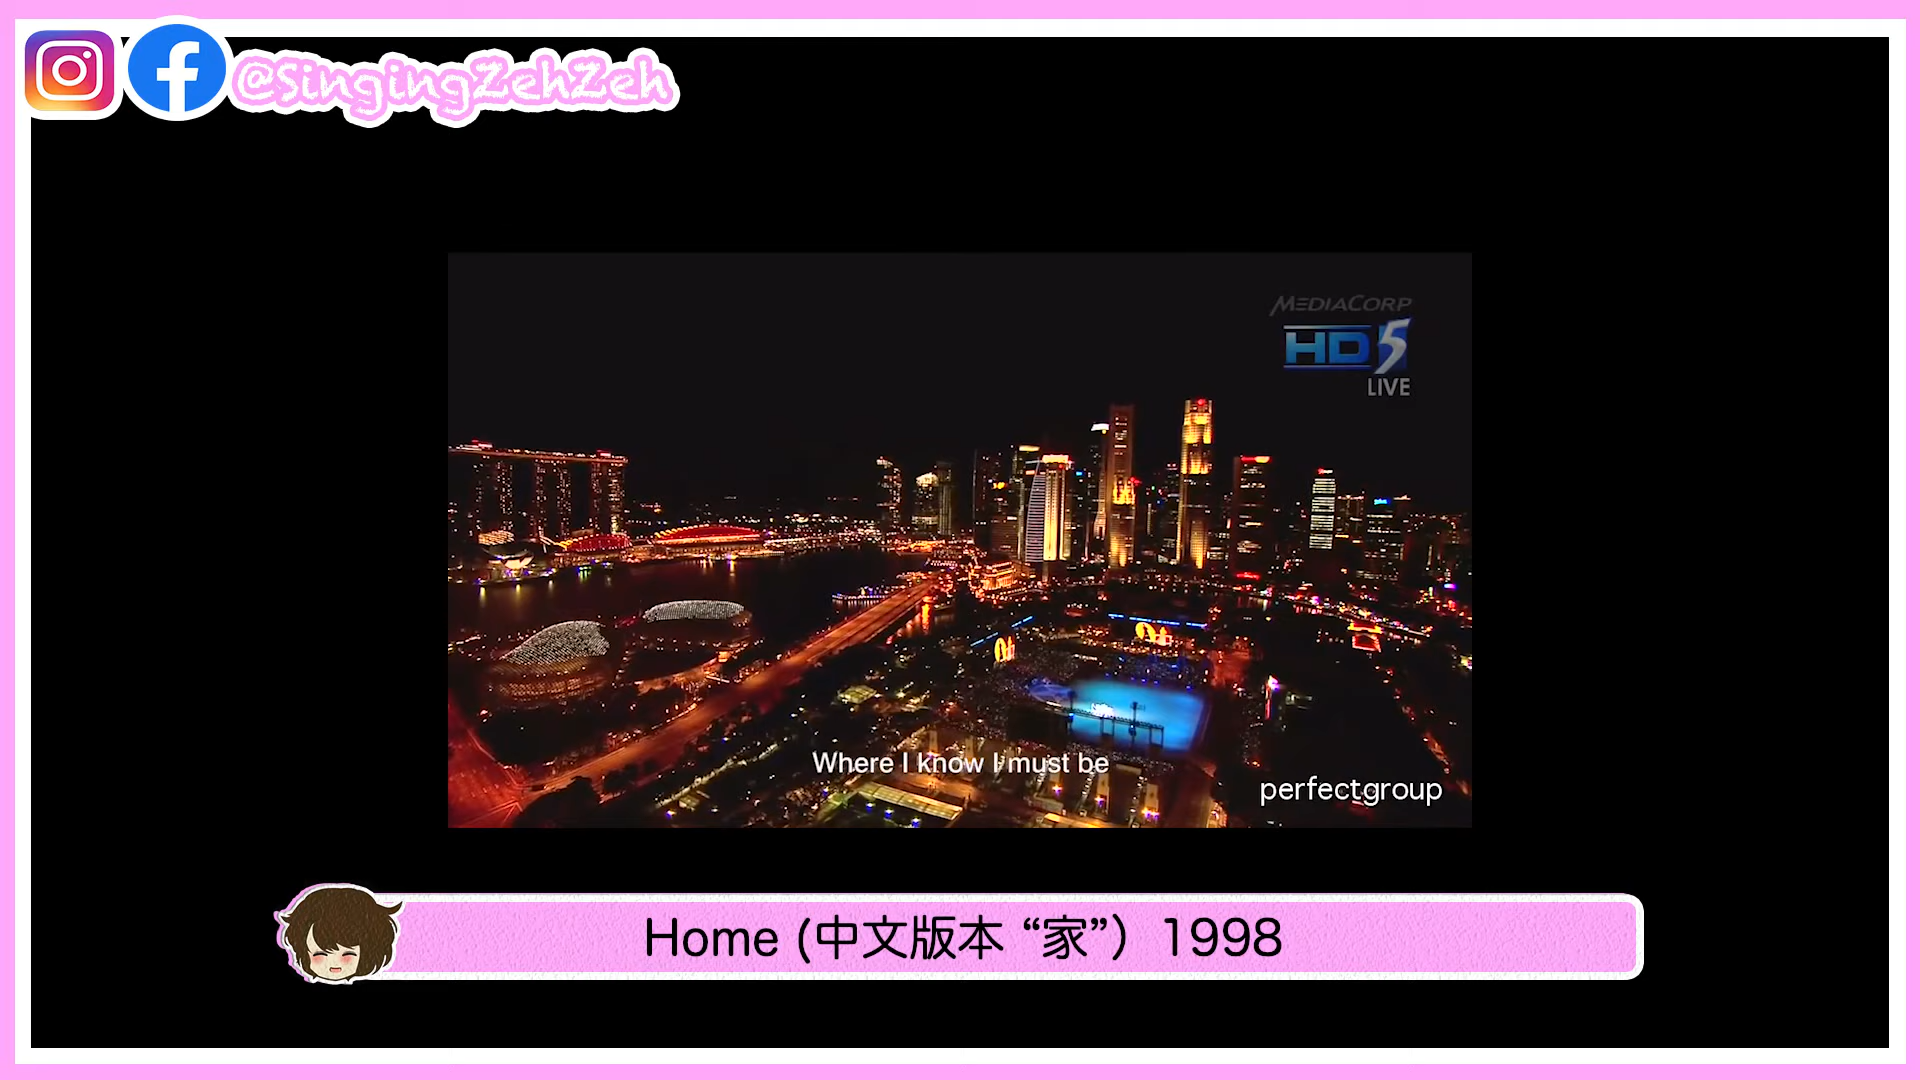 @SingingZehZeh
MEDIACORP
HD5
LIVE
Where I know I must be
perfectgroup
Home (中文版本 “家”）1998